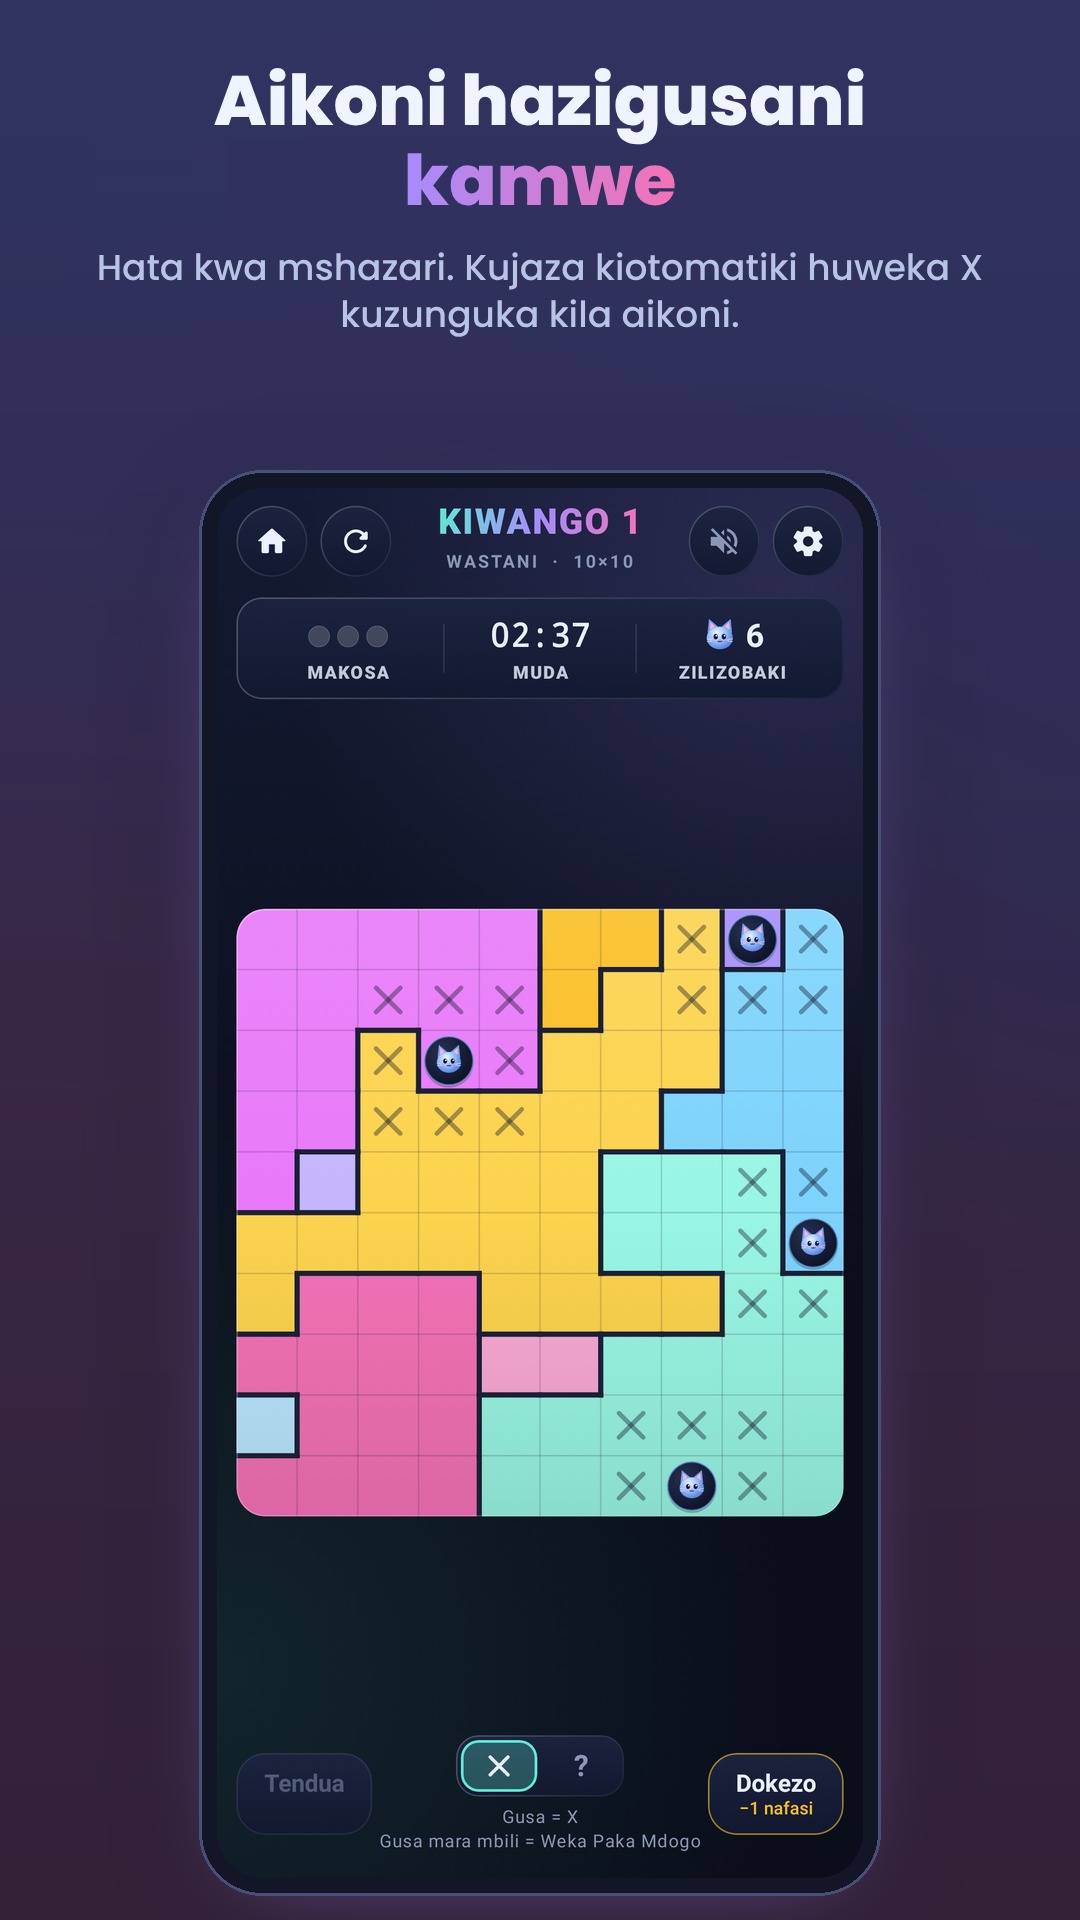 Aikoni hazigusani
kamwe
Hata kwa mshazari. Kujaza kiotomatiki huweka X
kuzunguka kila aikoni.
KIWANGO 1
WASTANI · 10×10
02:37
6
MAKOSA
MUDA
ZILIZOBAKI
Tendua
?
Dokezo
−1 nafasi
Gusa = X
Gusa mara mbili = Weka Paka Mdogo